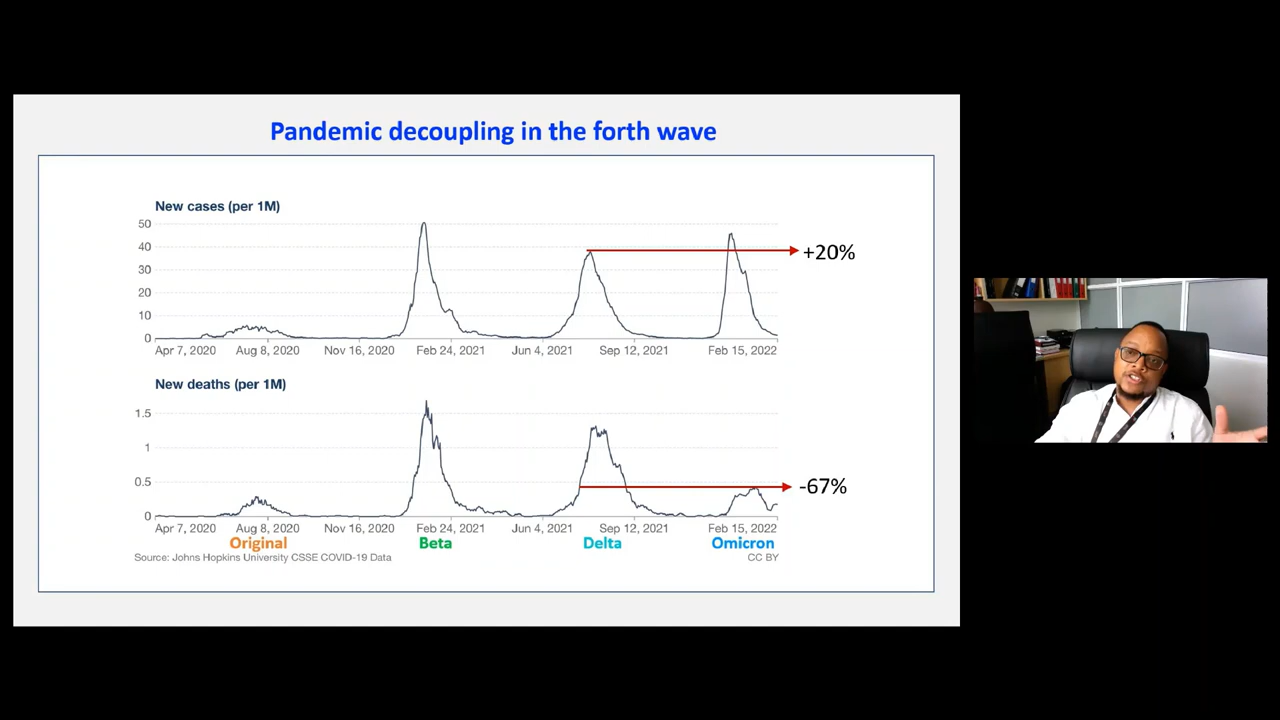 Pandemic decoupling in the forth wave
New cases (per 1M)
50
40
30
20
10
0
+20%
Apr 7, 2020 Aug 8, 2020 Nov 16, 2020 Feb 24, 2021 Jun 4, 2021 Sep 12, 2021 Feb 15, 2022
New deaths (per 1M)
1.5
1
0.5
0
-67%
Apr 7, 2020 Aug 8, 2020 Nov 16, 2020 Feb 24, 2021 Jun 4, 2021 Sep 12, 2021 Feb 15, 2022
Original Beta Delta Omicron
Source: Johns Hopkins University CSSE COVID-19 Data CC BY